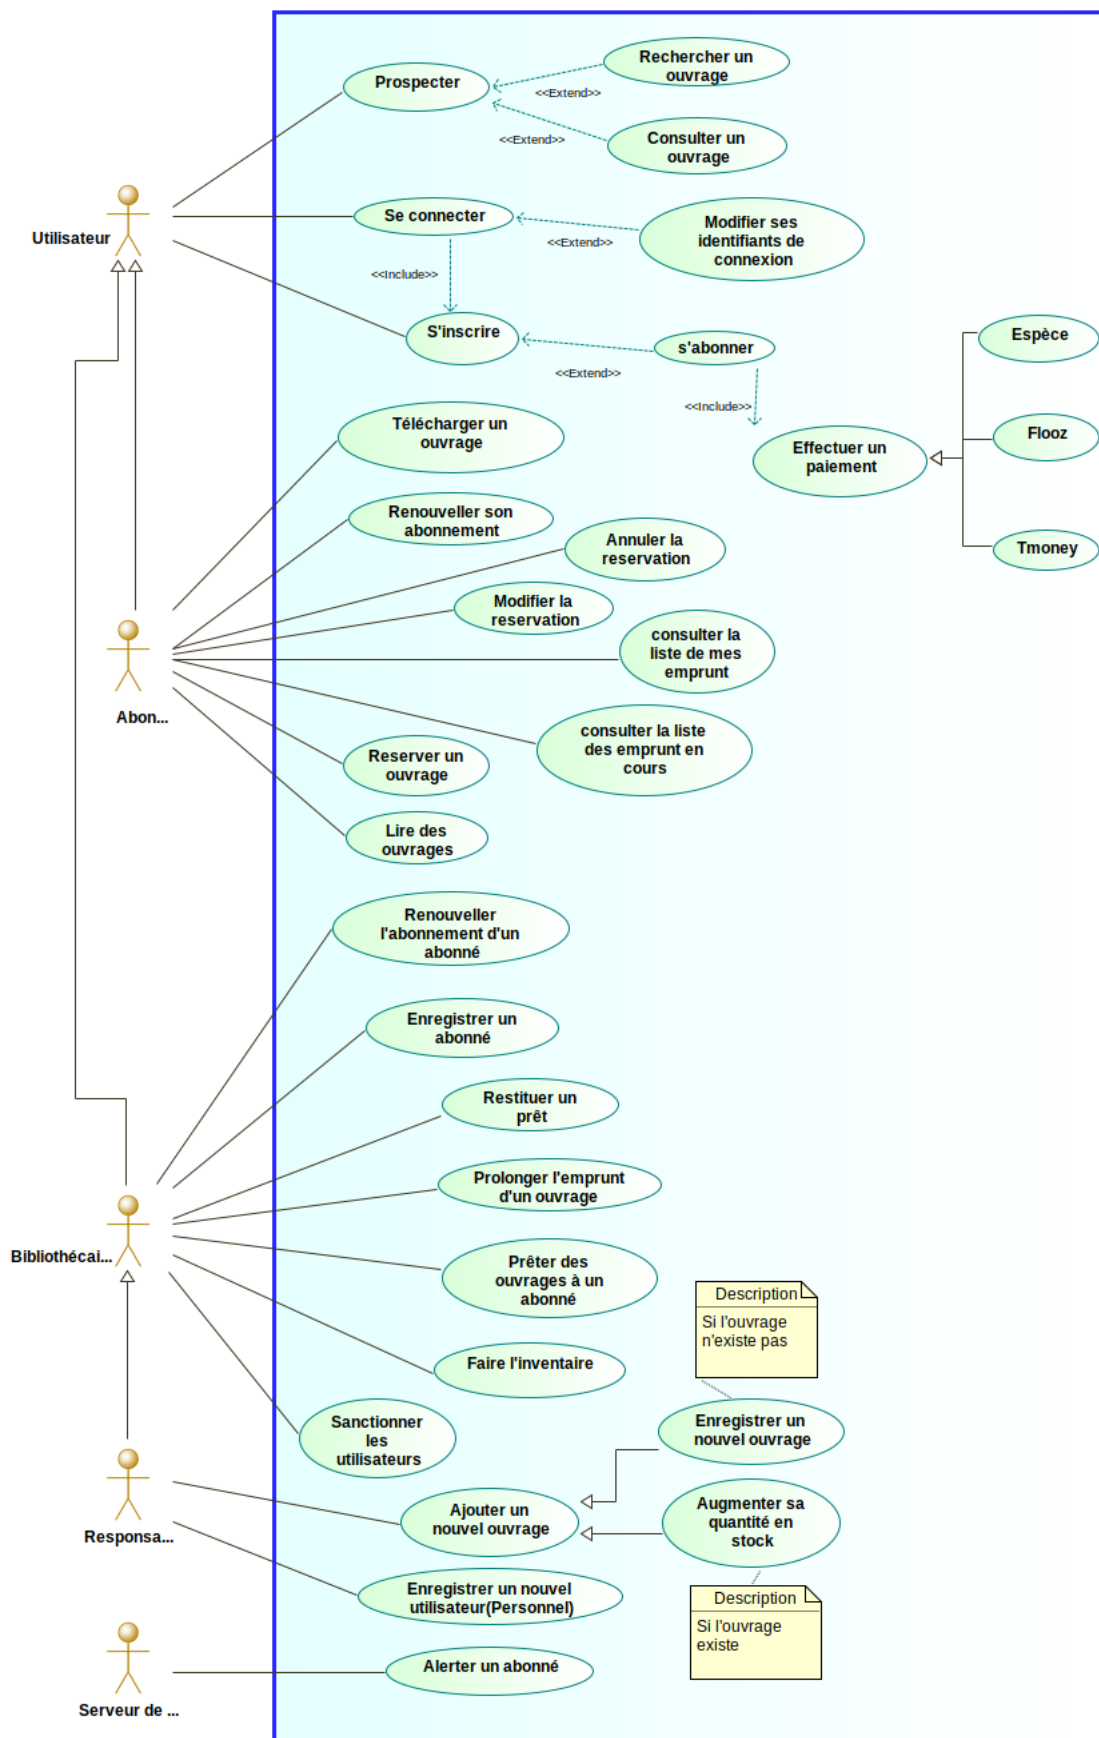 Prospecter
Rechercher un
ouvrage
<<Extend>>
<<Extend>>
Consulter un
ouvrage
Utilisateur
Se connecter
Modifier ses
identifiants de
connexion
<<Extend>>
<<Include>>
S'inscrire
s'abonner
<<Extend>>
<<Include>>
Espèce
Flooz
Tmoney
Effectuer un
paiement
Télécharger un
ouvrage
Renouveller son
abonnement
Annuler la
reservation
Modifier la
reservation
consulter la
liste de mes
emprunt
Abon...
consulter la liste
des emprunt en
cours
Reserver un
ouvrage
Lire des
ouvrages
Renouveller
l'abonnement d'un
abonné
Enregistrer un
abonné
Restituer un
prêt
Prolonger l'emprunt
d'un ouvrage
Bibliothécai...
Prêter des
ouvrages à un
abonné
Description
Si l'ouvrage
n'existe pas
Faire l'inventaire
Sanctionner
les
utilisateurs
Enregistrer un
nouvel ouvrage
Responsa...
Ajouter un
nouvel ouvrage
Augmenter sa
quantité en
stock
Enregistrer un nouvel
utilisateur(Personnel)
Description
Si l'ouvrage
existe
Alerter un abonné
Serveur de ...